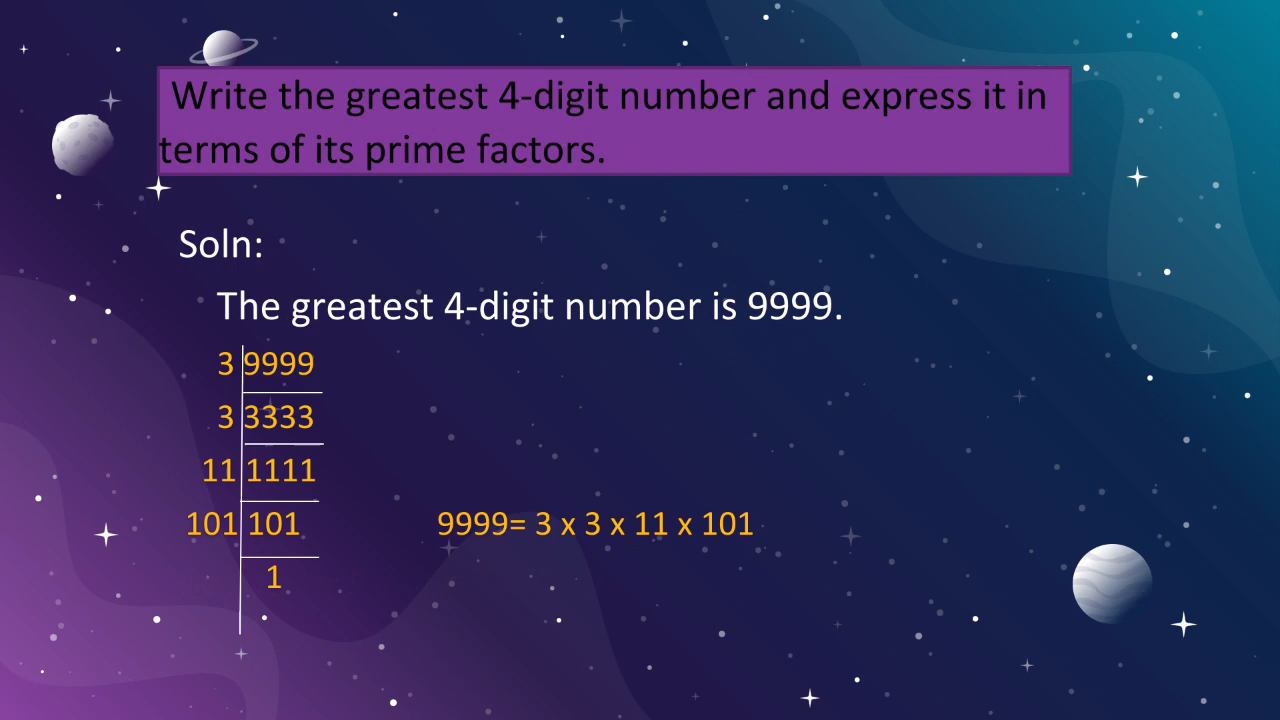 Write the greatest 4-digit number and express it in
terms of its prime factors.
Soln:
The greatest 4-digit number is 9999.
3 9999
3 3333
11 1111
101 101
9999= 3 x 3 x 11 x 101
1